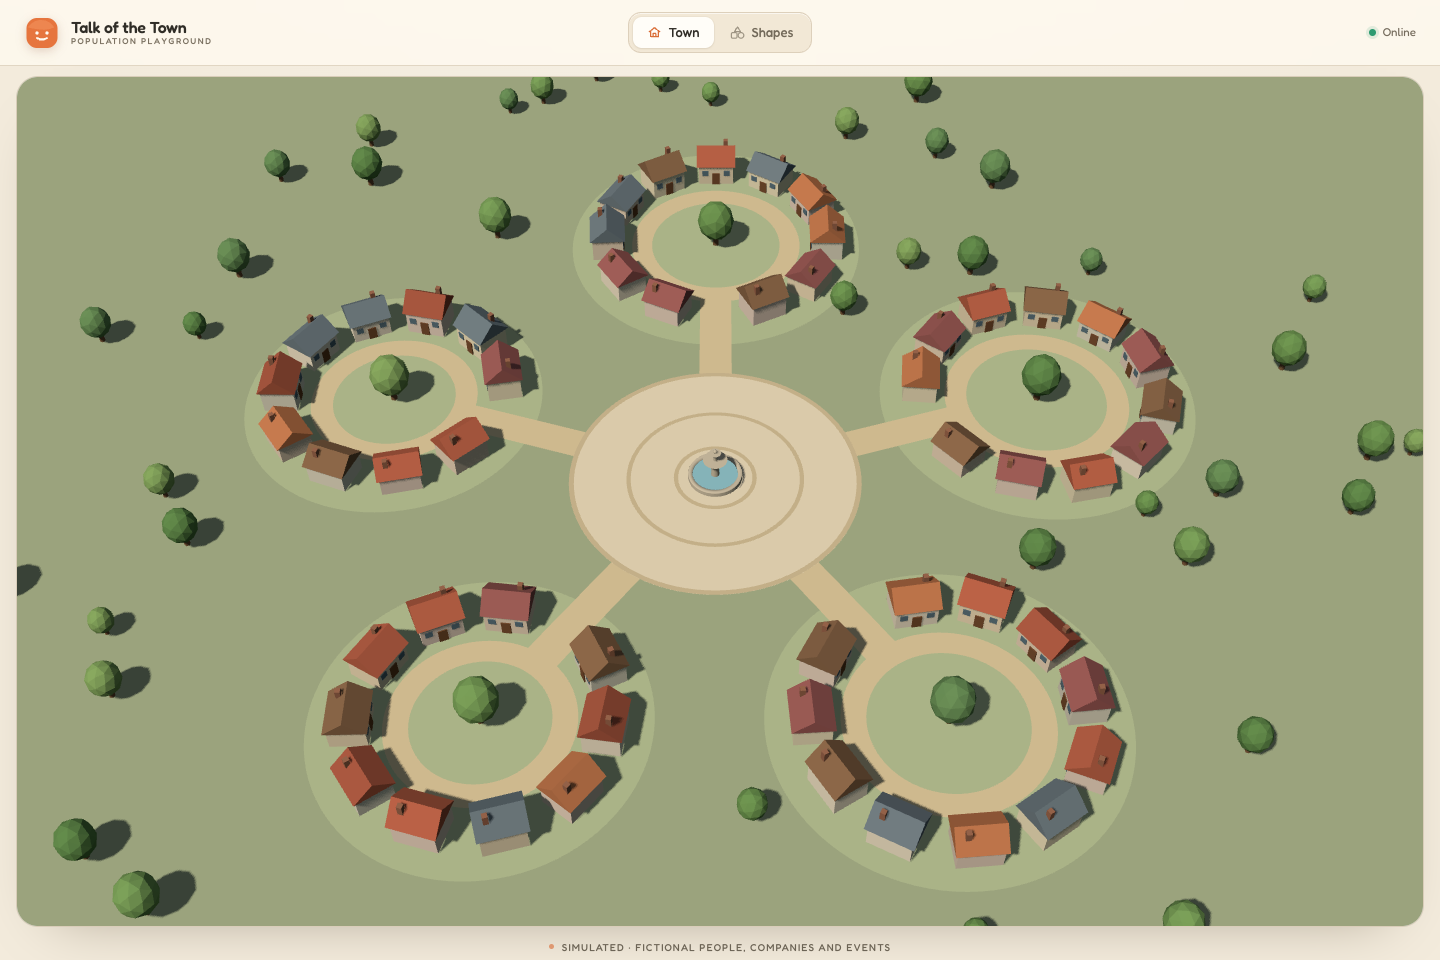 Talk of the Town
POPULATION PLAYGROUND
Town
Shapes
Online
SIMULATED · FICTIONAL PEOPLE, COMPANIES AND EVENTS